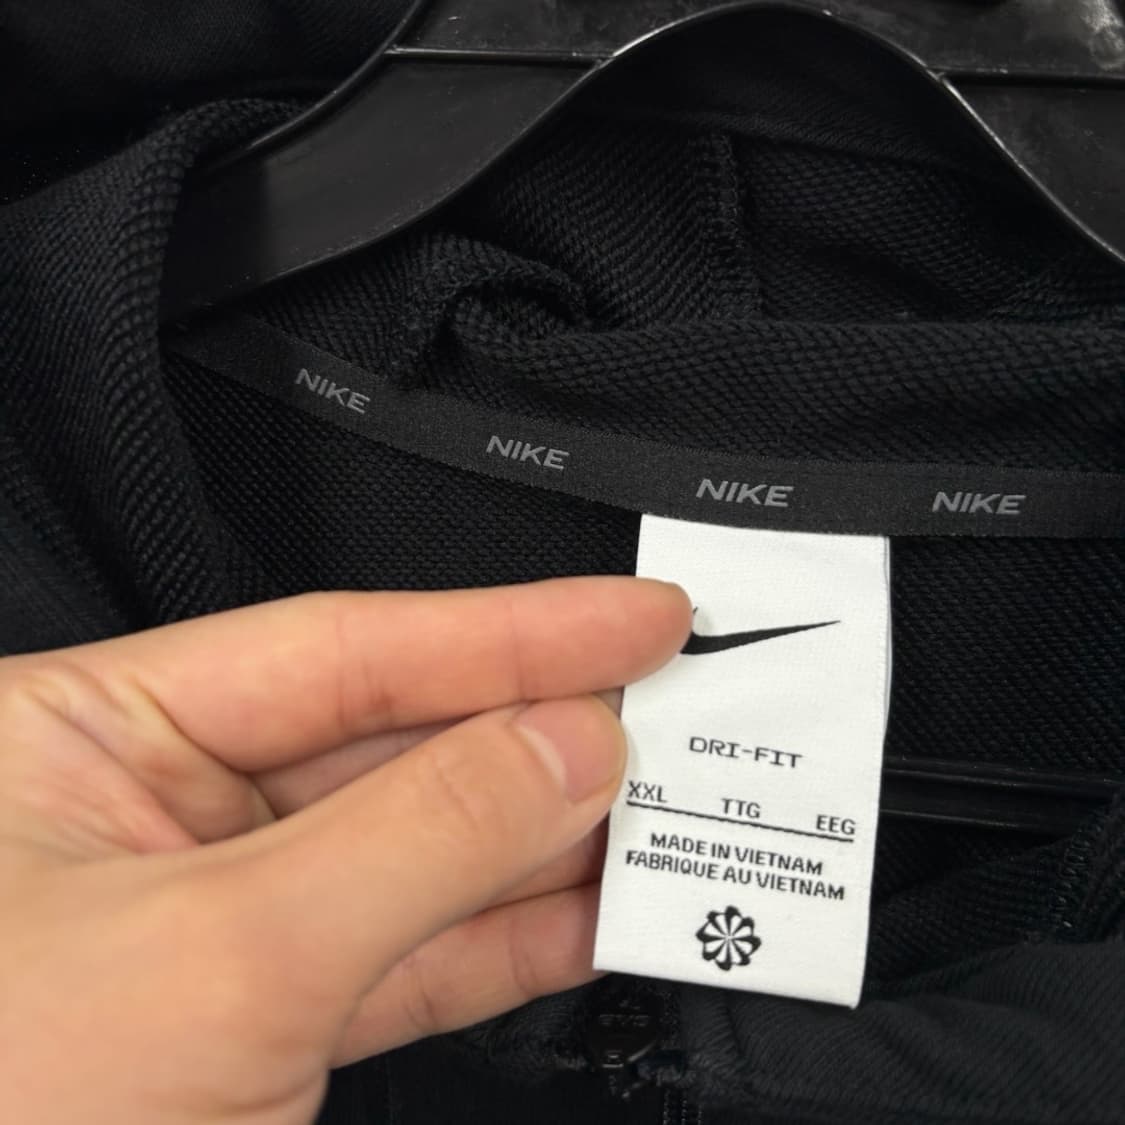 NIKE
NIKE
NIKE
NIKE
DRI-FIT
XXL TTG EEG
MADE IN VIETNAM
FABRIQUE AU VIETNAM